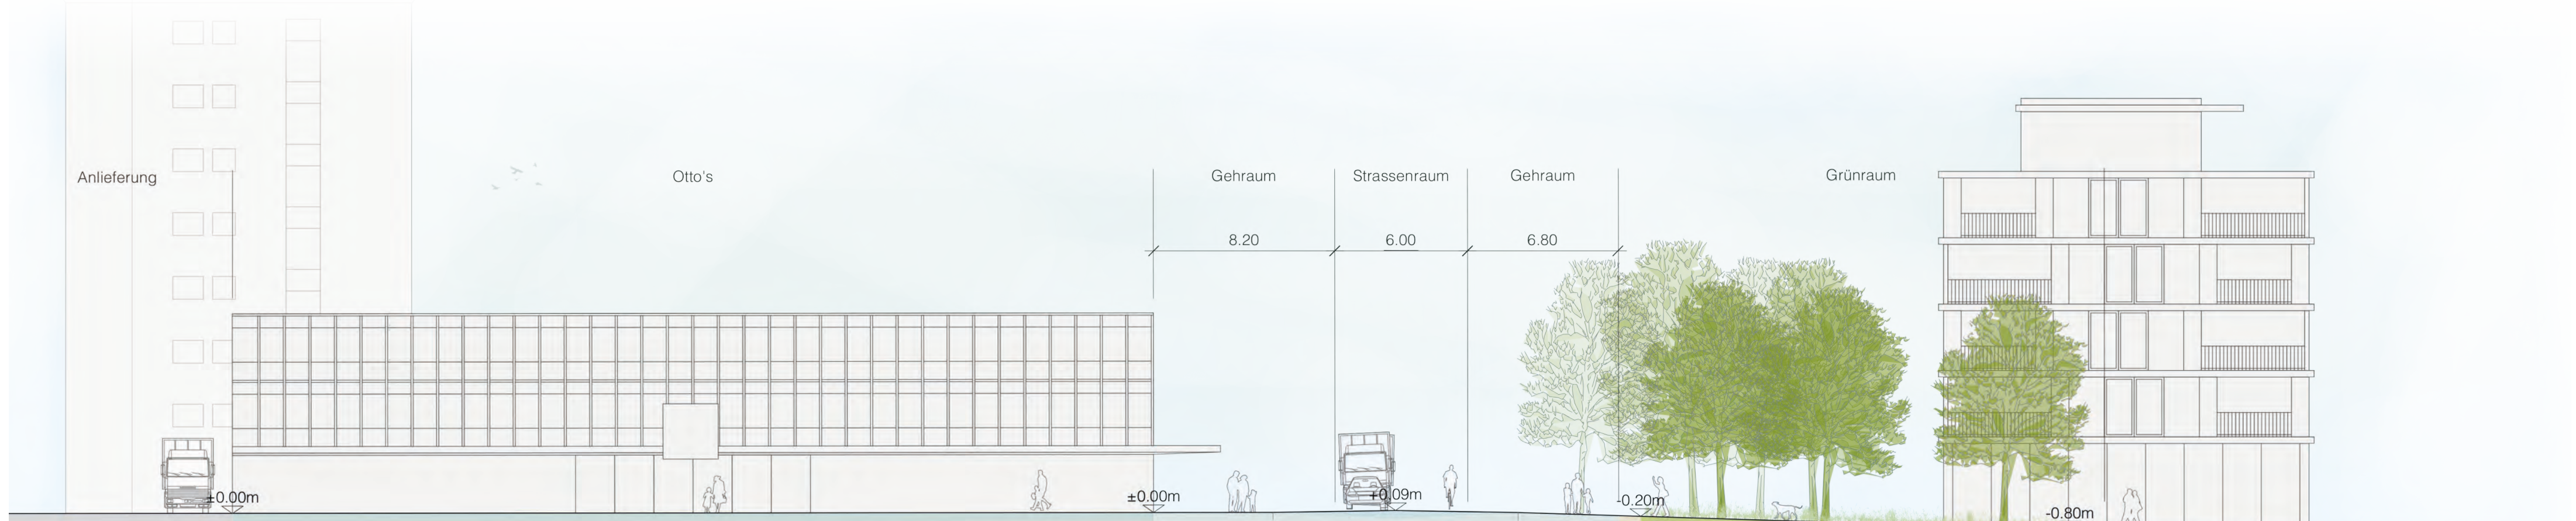 Anlieferung
Otto's
Gehraum
Strassenraum
Gehraum
Grünraum
8.20
6.00
6.80
±0.00m
±0.00m
+0.09m
-0.20m
-0.80m